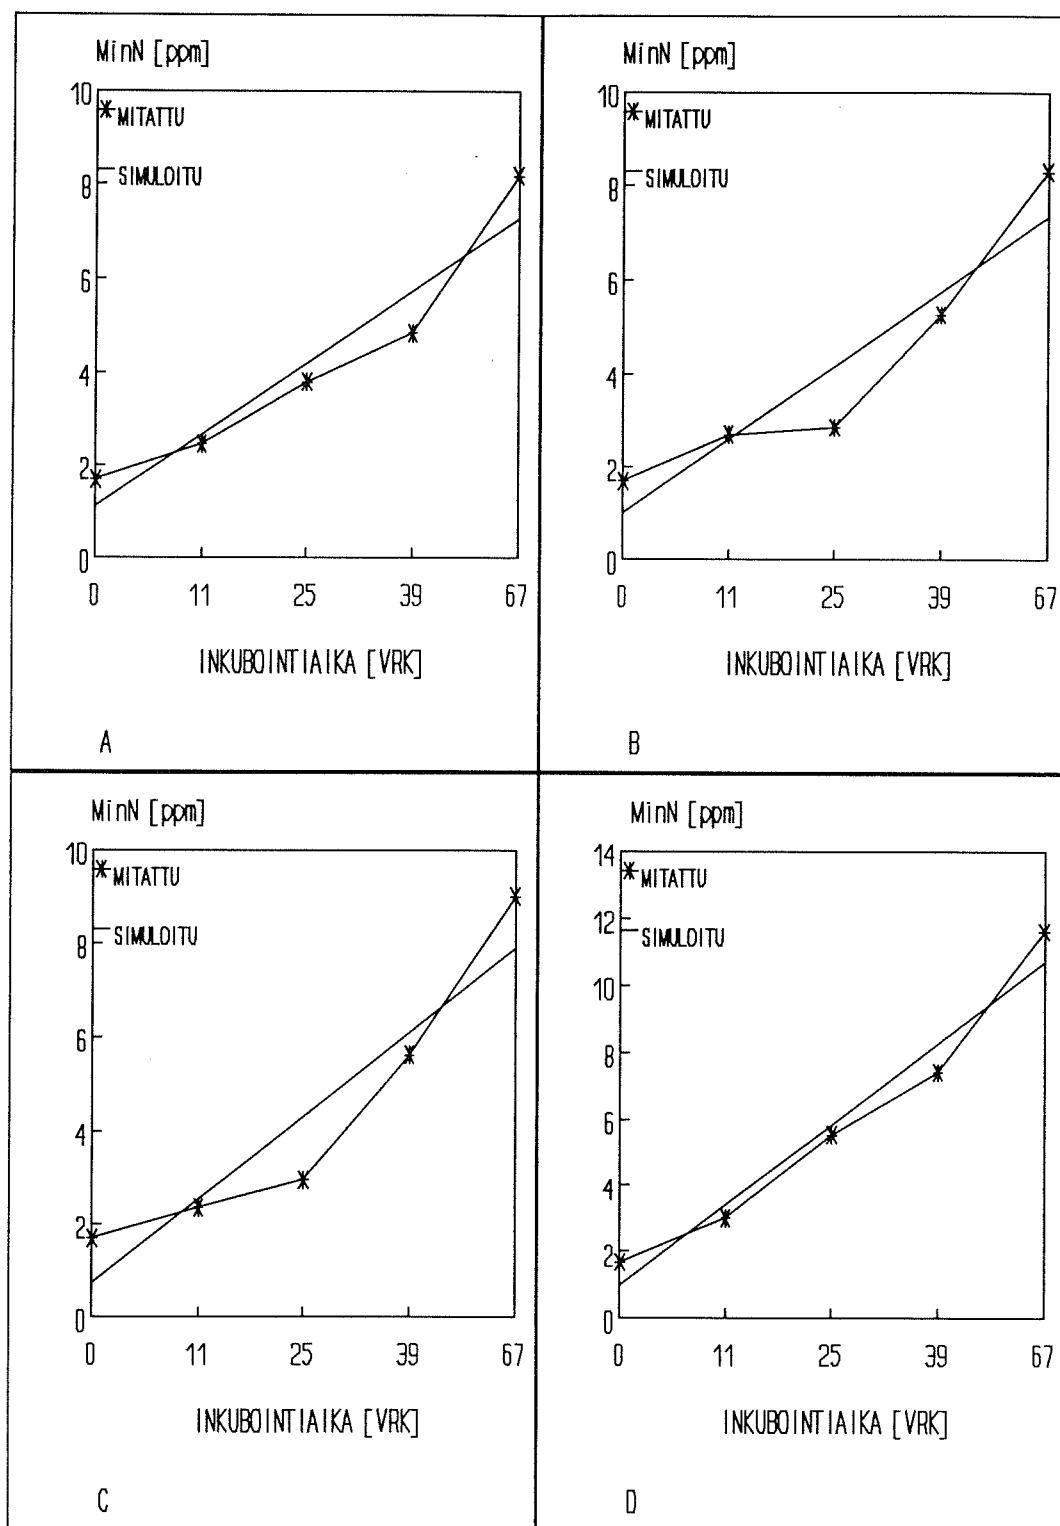 MinN [ppm]
10
MITATTU
SIMULOITU
8
6
4
2
0
0 11 25 39 67
INKUBOINTIAIKA [VRK]
A
MinN [ppm]
10
MITATTU
SIMULOITU
8
6
4
2
0
0 11 25 39 67
INKUBOINTIAIKA [VRK]
B
MinN [ppm]
10
MITATTU
SIMULOITU
8
6
4
2
0
0 11 25 39 67
INKUBOINTIAIKA [VRK]
C
MinN [ppm]
14
MITATTU
12
SIMULOITU
10
8
6
4
2
0
0 11 25 39 67
INKUBOINTIAIKA [VRK]
D